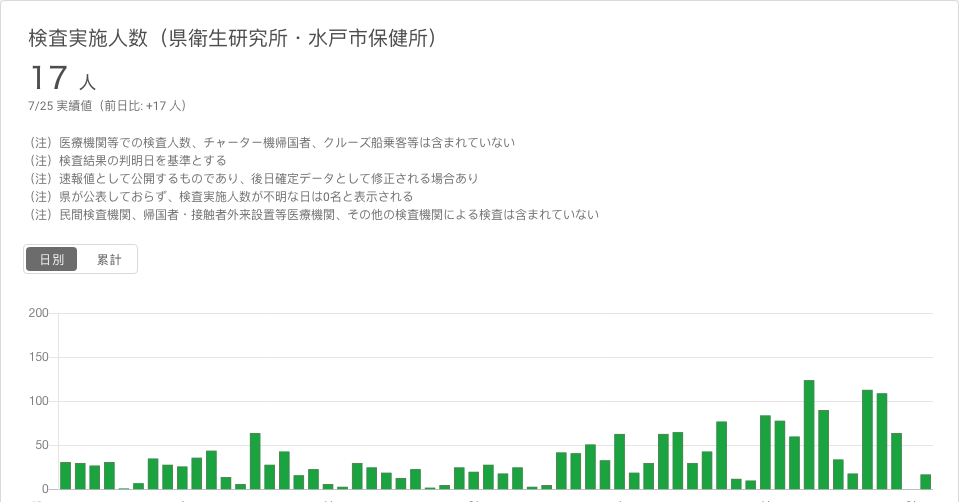 検査実施人数（県衛生研究所・水戸市保健所）
17 人
7/25 実績値（前日比: +17 人）
（注）医療機関等での検査人数、チャーター機帰国者、クルーズ船乗客等は含まれていない
（注）検査結果の判明日を基準とする
（注）速報値として公開するものであり、後日確定データとして修正される場合あり
（注）県が公表しておらず、検査実施人数が不明な日は0名と表示される
（注）民間検査機関、帰国者・接触者外来設置等医療機関、その他の検査機関による検査は含まれていない
日別 累計
200
150
100
50
0